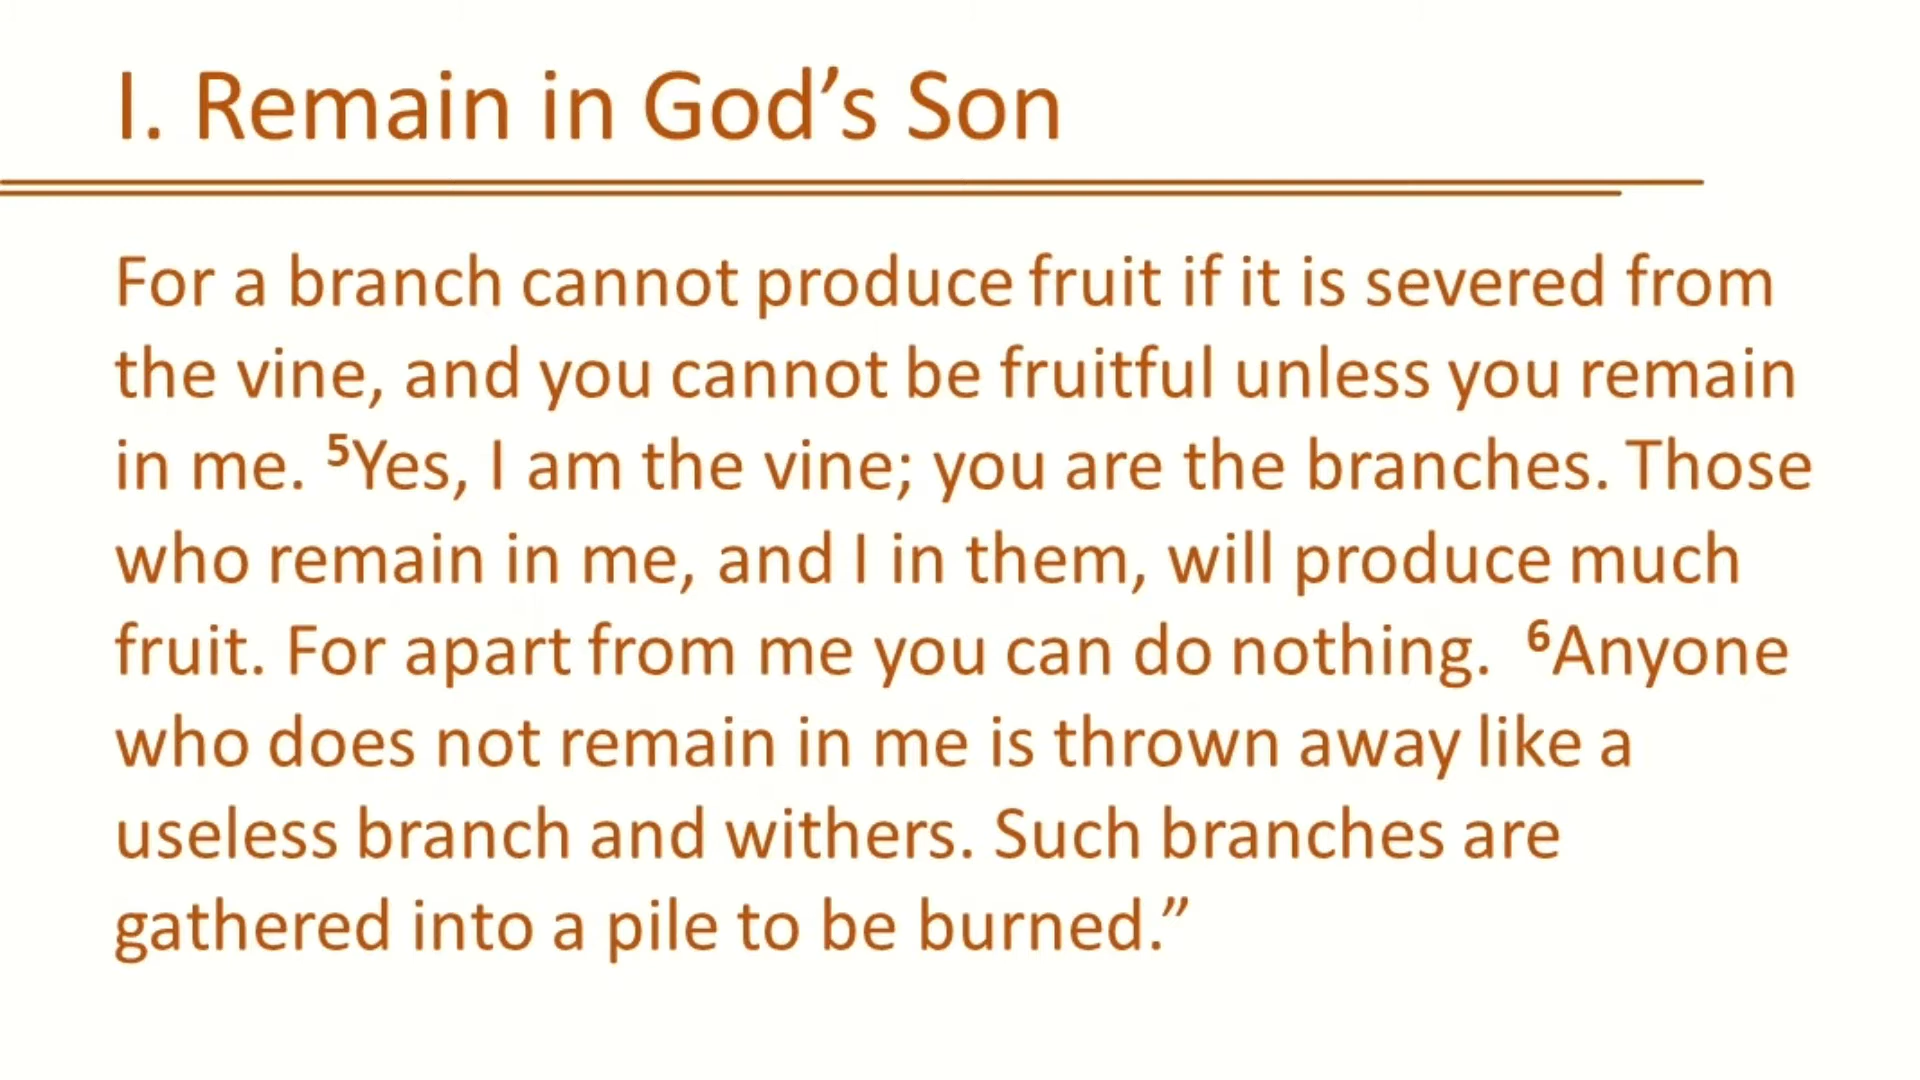 I. Remain in God’s Son
For a branch cannot produce fruit if it is severed from
the vine, and you cannot be fruitful unless you remain
in me. ⁵Yes, I am the vine; you are the branches. Those
who remain in me, and I in them, will produce much
fruit. For apart from me you can do nothing.  ⁶Anyone
who does not remain in me is thrown away like a
useless branch and withers. Such branches are
gathered into a pile to be burned.”